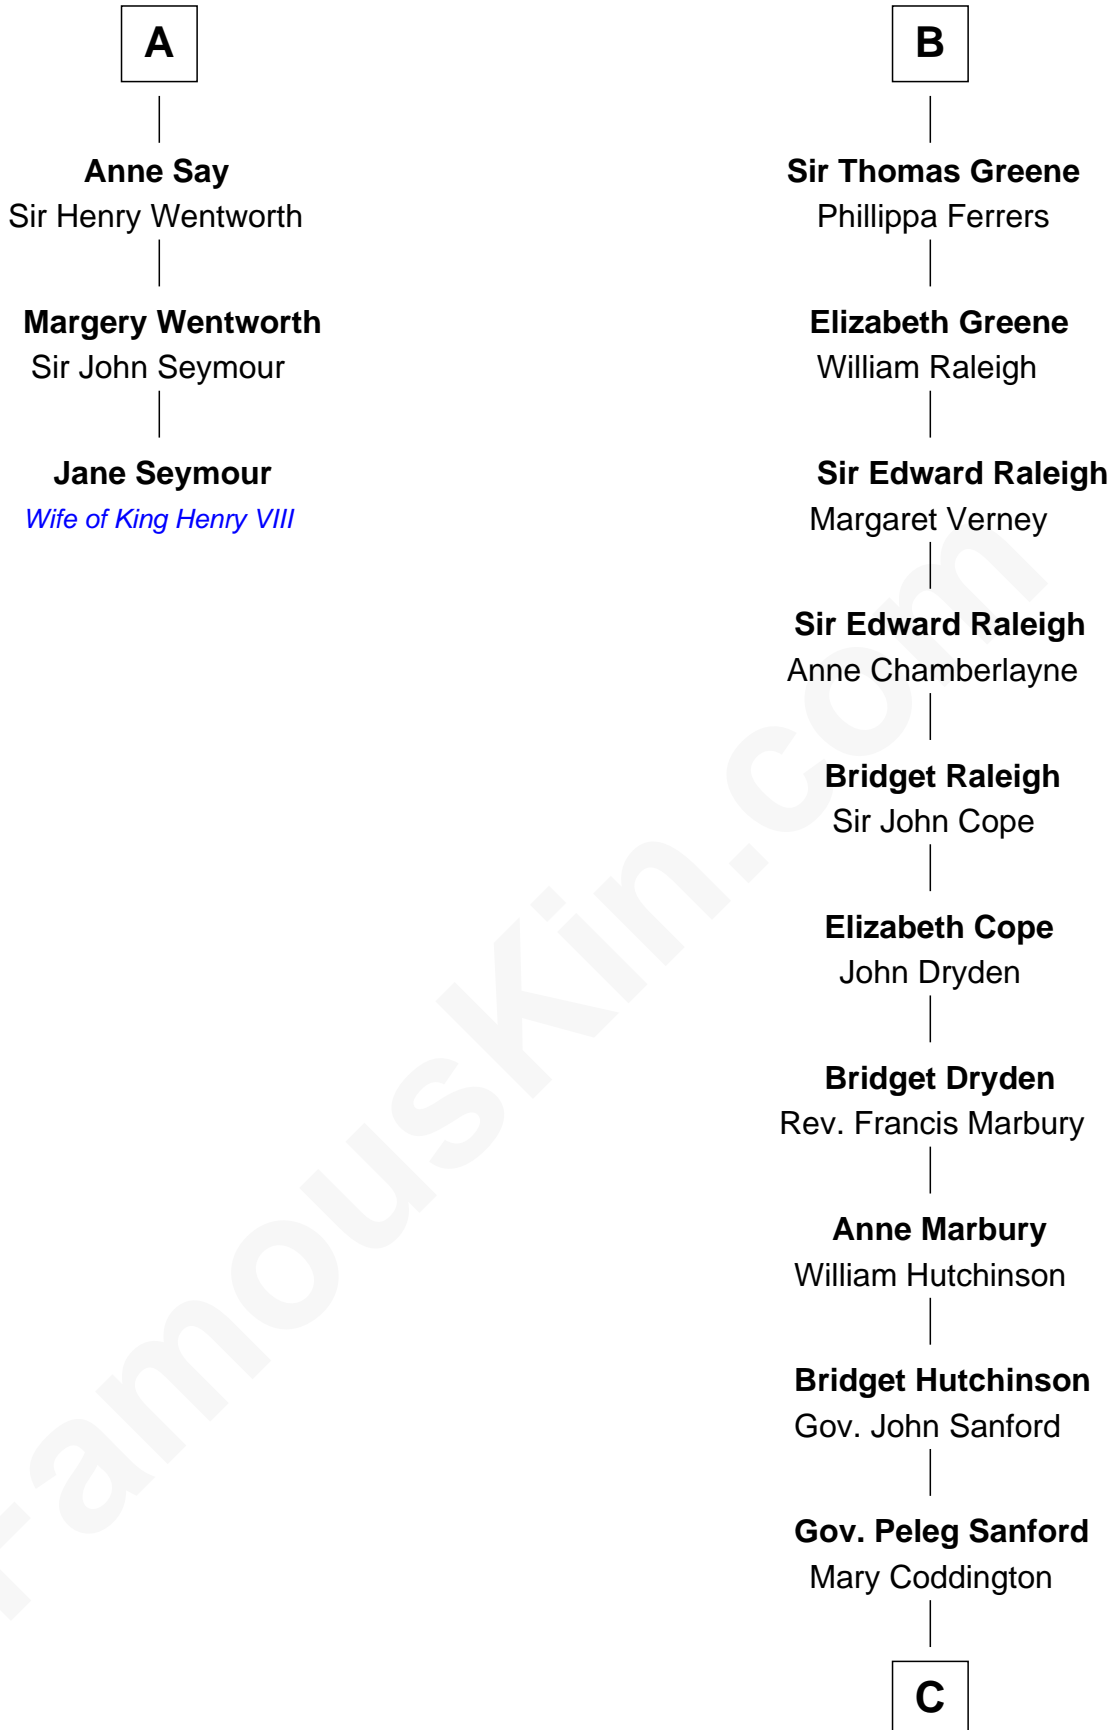 A
Anne Say
Sir Henry Wentworth
Margery Wentworth
Sir John Seymour
Jane Seymour
Wife of King Henry VIII
B
Sir Thomas Greene
Phillippa Ferrers
Elizabeth Greene
William Raleigh
Sir Edward Raleigh
Margaret Verney
Sir Edward Raleigh
Anne Chamberlayne
Bridget Raleigh
Sir John Cope
Elizabeth Cope
John Dryden
Bridget Dryden
Rev. Francis Marbury
Anne Marbury
William Hutchinson
Bridget Hutchinson
Gov. John Sanford
Gov. Peleg Sanford
Mary Coddington
C
FamousKin.com